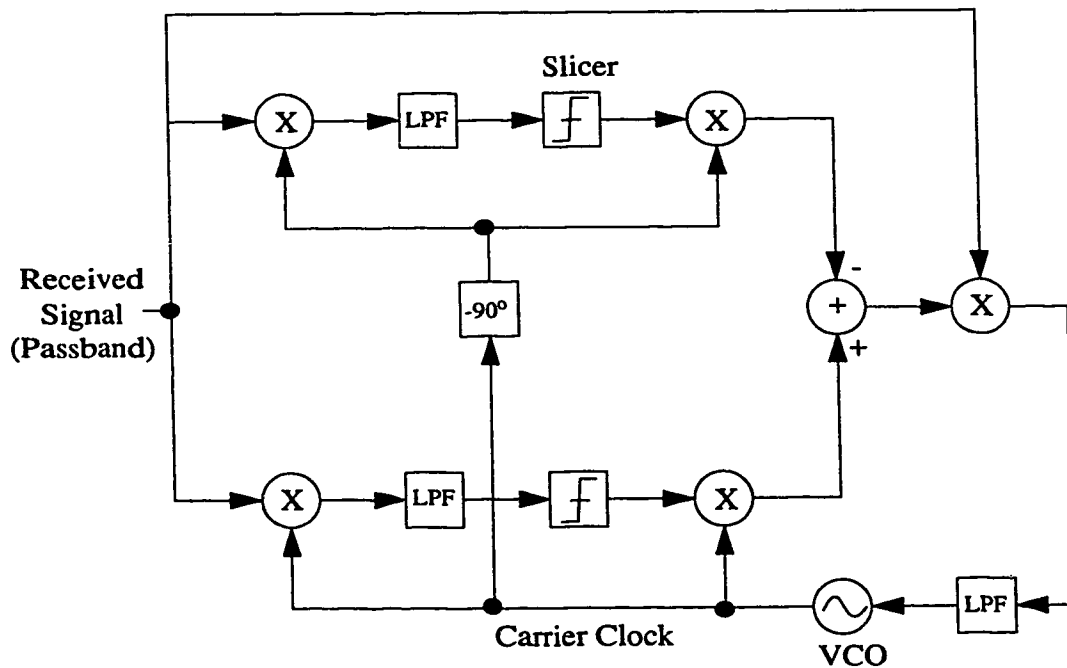 Slicer
X
LPF
X
-90°
Received
Signal
(Passband)
-
+
X
+
X
LPF
X
LPF
Carrier Clock
VCO